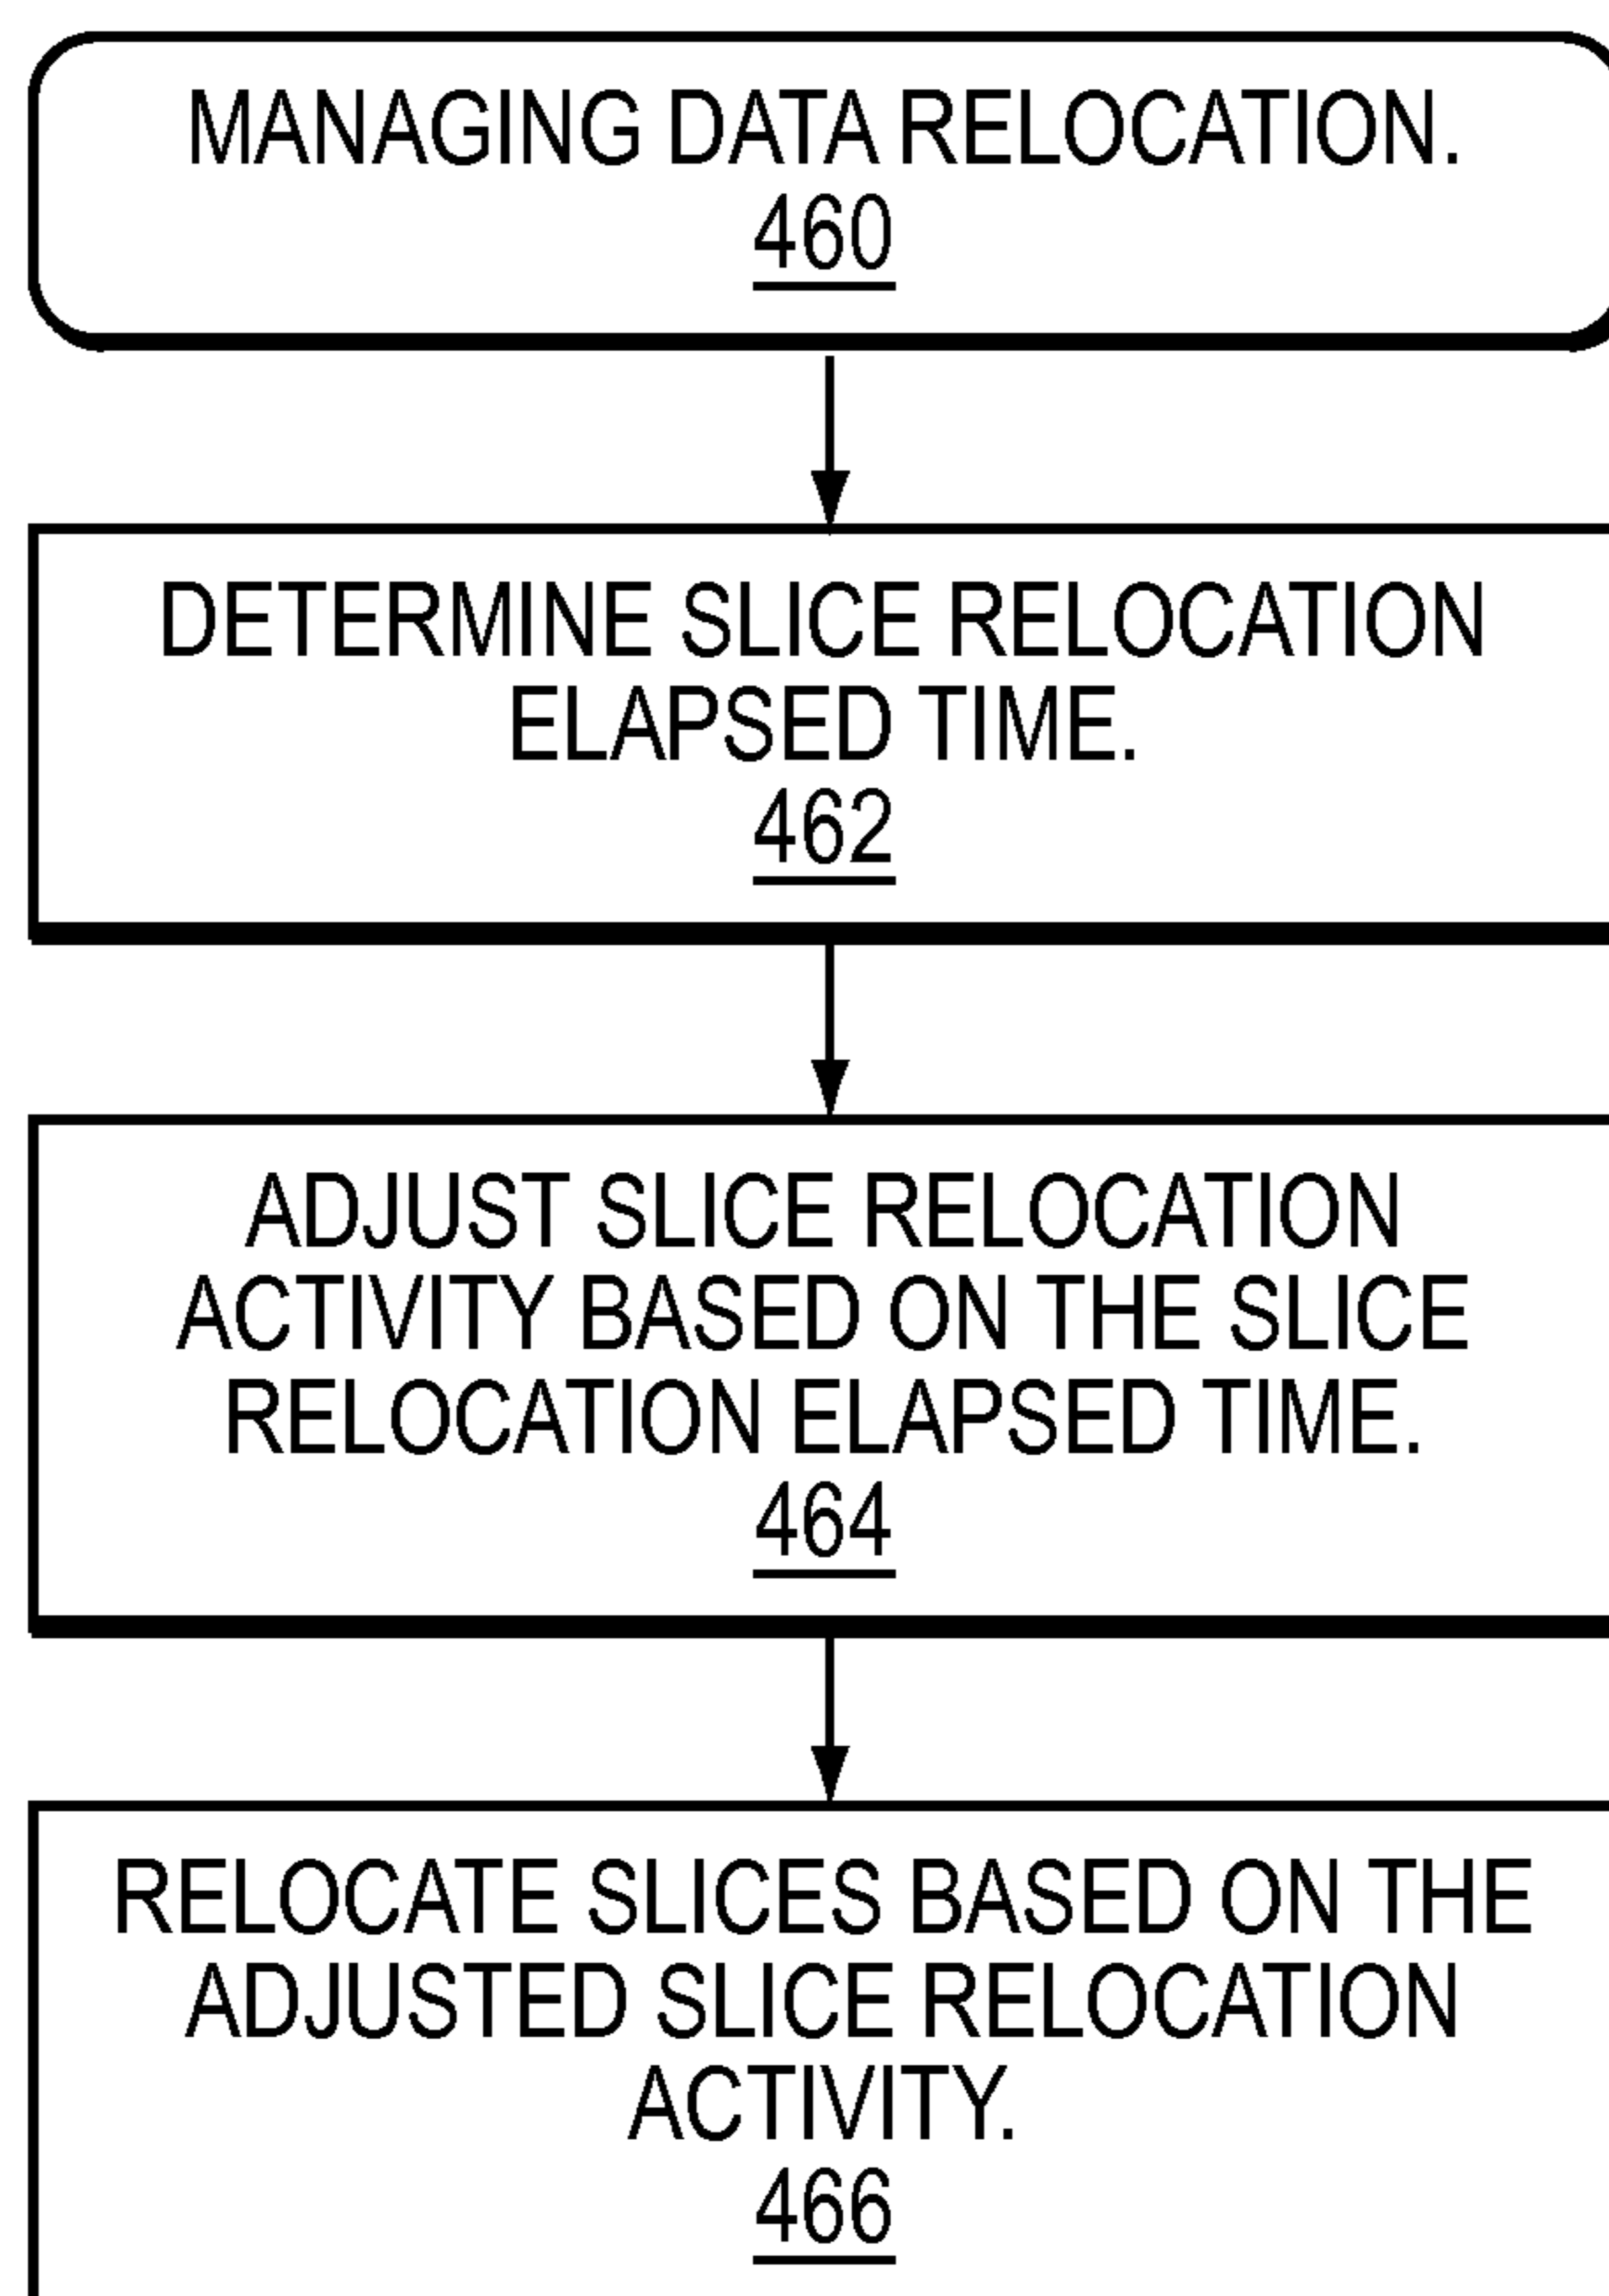 MANAGING DATA RELOCATION.
460
DETERMINE SLICE RELOCATION
ELAPSED TIME.
462
ADJUST SLICE RELOCATION
ACTIVITY BASED ON THE SLICE
RELOCATION ELAPSED TIME.
464
RELOCATE SLICES BASED ON THE
ADJUSTED SLICE RELOCATION
ACTIVITY.
466